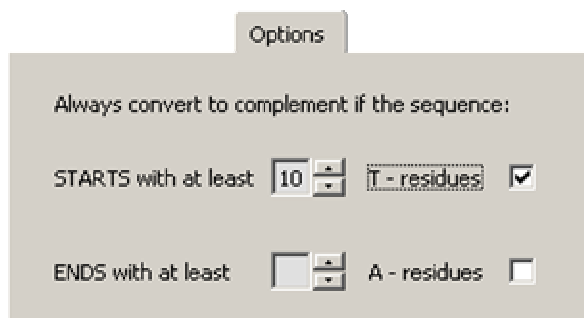 Options
Always convert to complement if the sequence:
STARTS with at least 10 T - residues
ENDS with at least A - residues